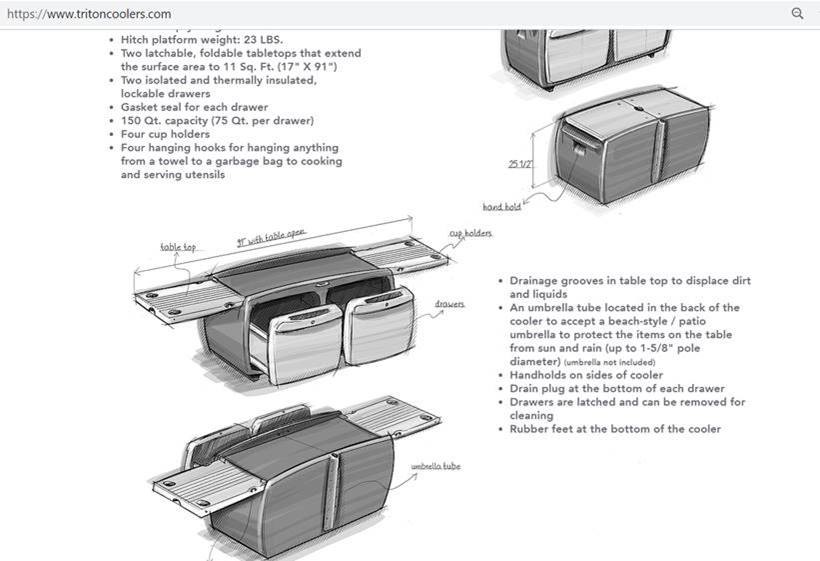 https://www.tritoncoolers.com
• Hitch platform weight: 23 LBS.
• Two latchable, foldable tabletops that extend
the surface area to 11 Sq. Ft. (17" X 91")
• Two isolated and thermally insulated,
lockable drawers
• Gasket seal for each drawer
• 150 Qt. capacity (75 Qt. per drawer)
• Four cup holders
• Four hanging hooks for hanging anything
from a towel to a garbage bag to cooking
and serving utensils
25 1/2"
hand hold
table top
91" with table open
cup holders
drawers
• Drainage grooves in table top to displace dirt
and liquids
• An umbrella tube located in the back of the
cooler to accept a beach-style / patio
umbrella to protect the items on the table
from sun and rain (up to 1-5/8" pole
diameter) (umbrella not included)
• Handholds on sides of cooler
• Drain plug at the bottom of each drawer
• Drawers are latched and can be removed for
cleaning
• Rubber feet at the bottom of the cooler
umbrella tube